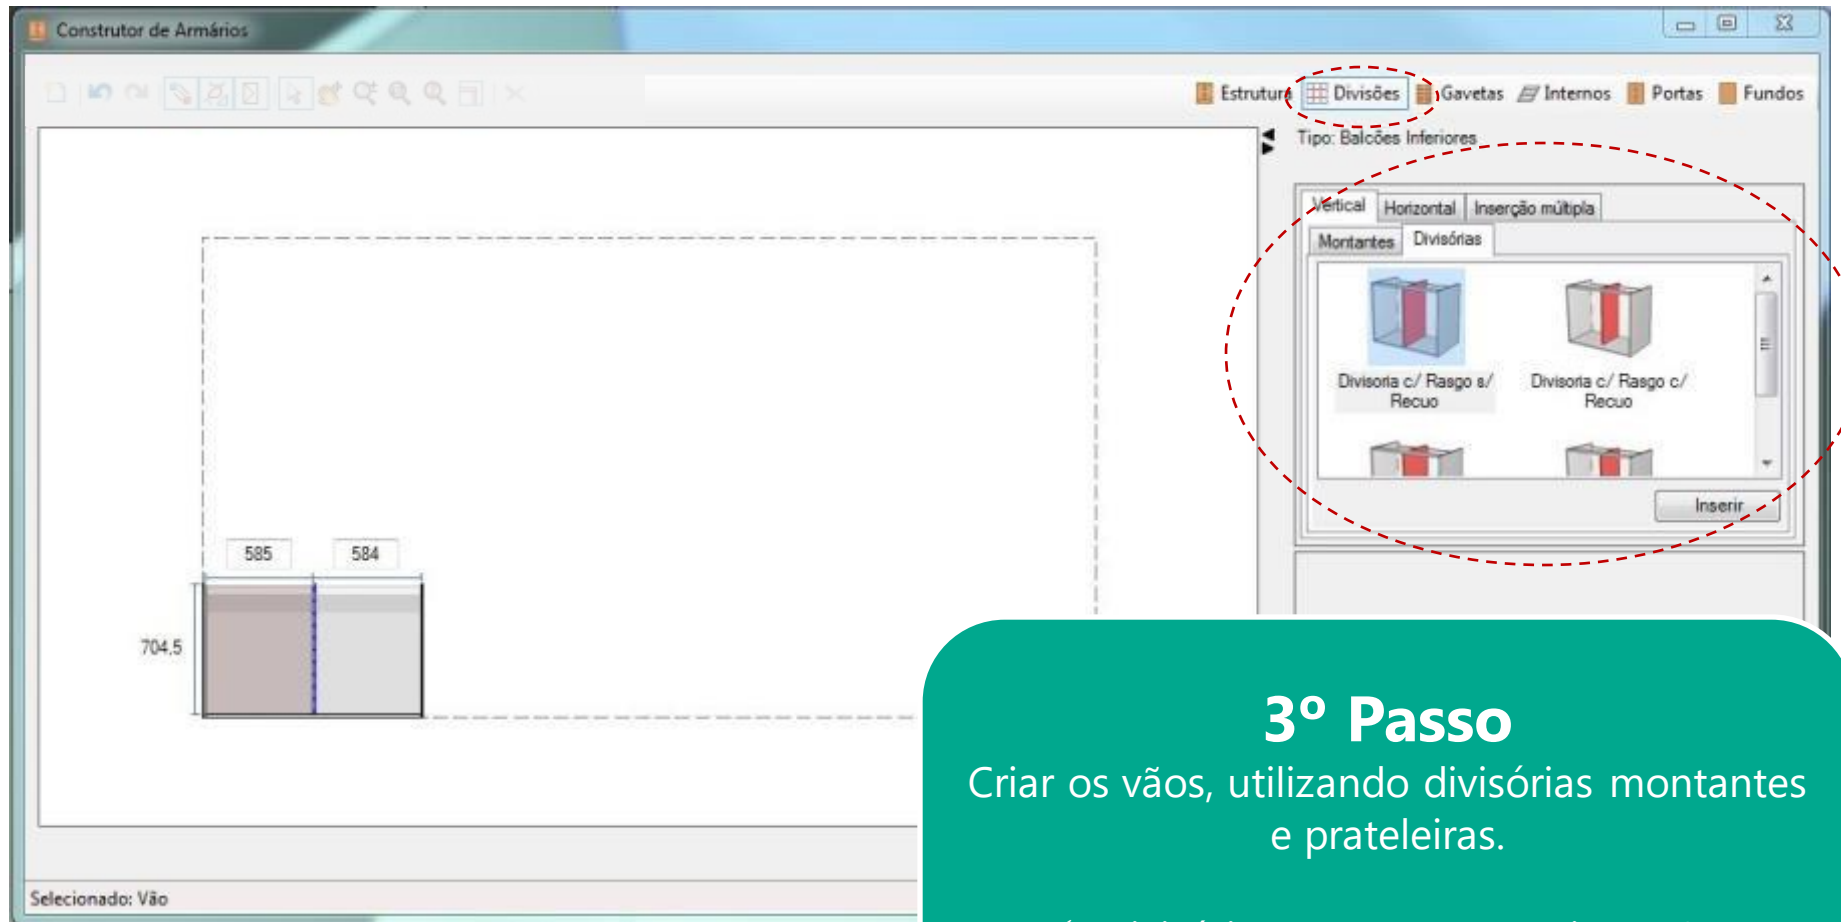 Construtor de Armários
Estrutura Divisões Gavetas Internos Portas Fundos
Tipo: Balcões Inferiores
Vertical Horizontal Inserção múltipla
Montantes Divisórias
Divisoria c/ Rasgo s/ Recuo
Divisoria c/ Rasgo c/ Recuo
Inserir
585 584
704,5
3º Passo
Criar os vãos, utilizando divisórias montantes
e prateleiras.
Selecionado: Vão